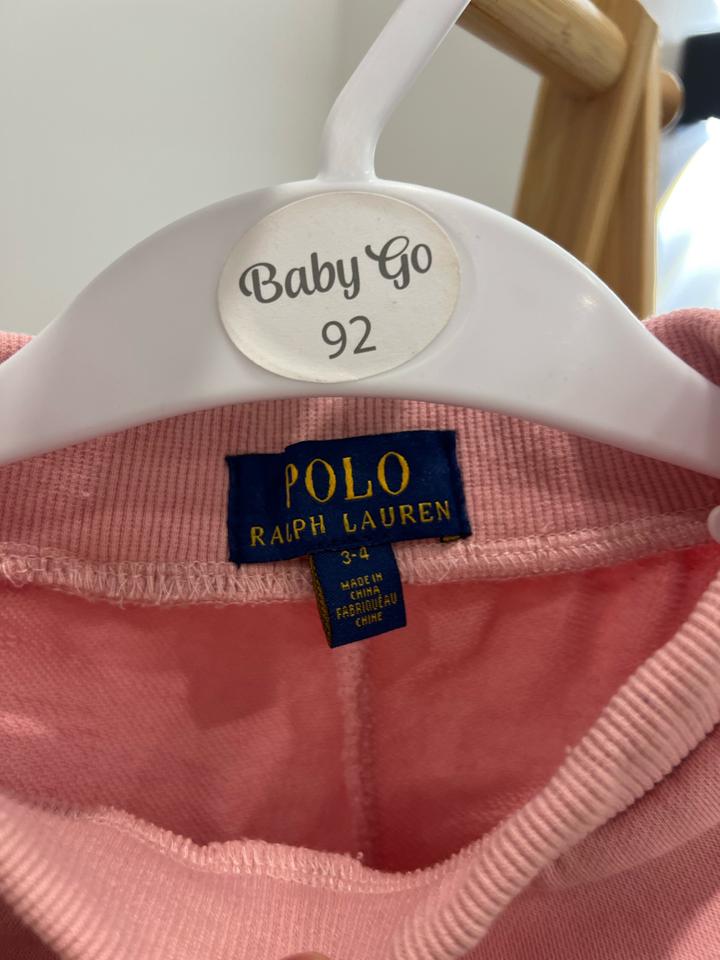 Baby Go
92
POLO
RALPH LAUREN
3-4
MADE IN
CHINA
FABRIQUÉ AU
CHINE